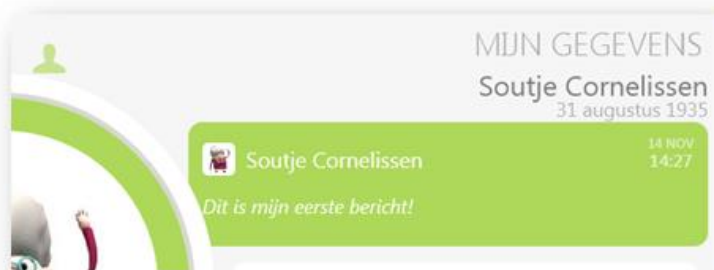 MIJN GEGEVENS
Soutje Cornelissen
31 augustus 1935
Soutje Cornelissen
14 NOV
14:27
Dit is mijn eerste bericht!